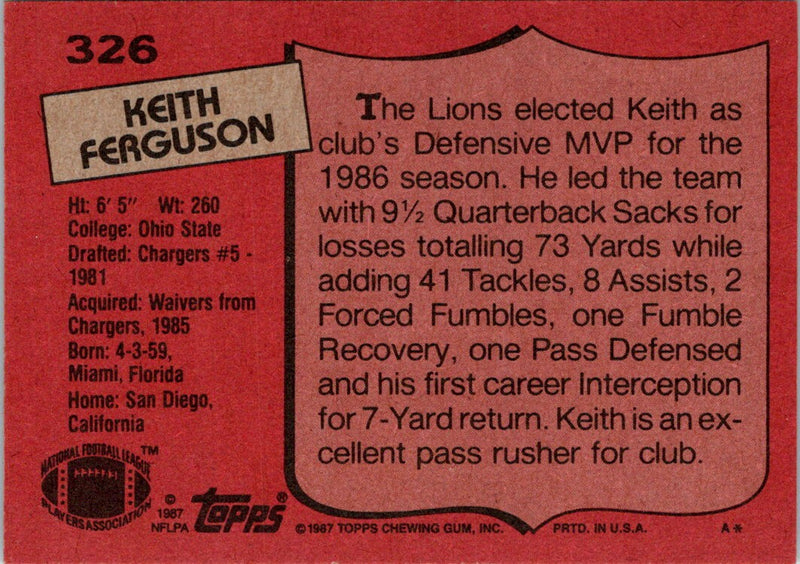 326
KEITH
FERGUSON
Ht: 6' 5" Wt: 260
College: Ohio State
Drafted: Chargers #5 -
1981
Acquired: Waivers from
Chargers, 1985
Born: 4-3-59,
Miami, Florida
Home: San Diego,
California
NATIONAL FOOTBALL LEAGUE
PLAYERS ASSOCIATION
™
© 1987
NFLPA
topps®
The Lions elected Keith as
club's Defensive MVP for the
1986 season. He led the team
with 9½ Quarterback Sacks for
losses totalling 73 Yards while
adding 41 Tackles, 8 Assists, 2
Forced Fumbles, one Fumble
Recovery, one Pass Defensed
and his first career Interception
for 7-Yard return. Keith is an ex-
cellent pass rusher for club.
©1987 TOPPS CHEWING GUM, INC. PRTD. IN U.S.A. A*